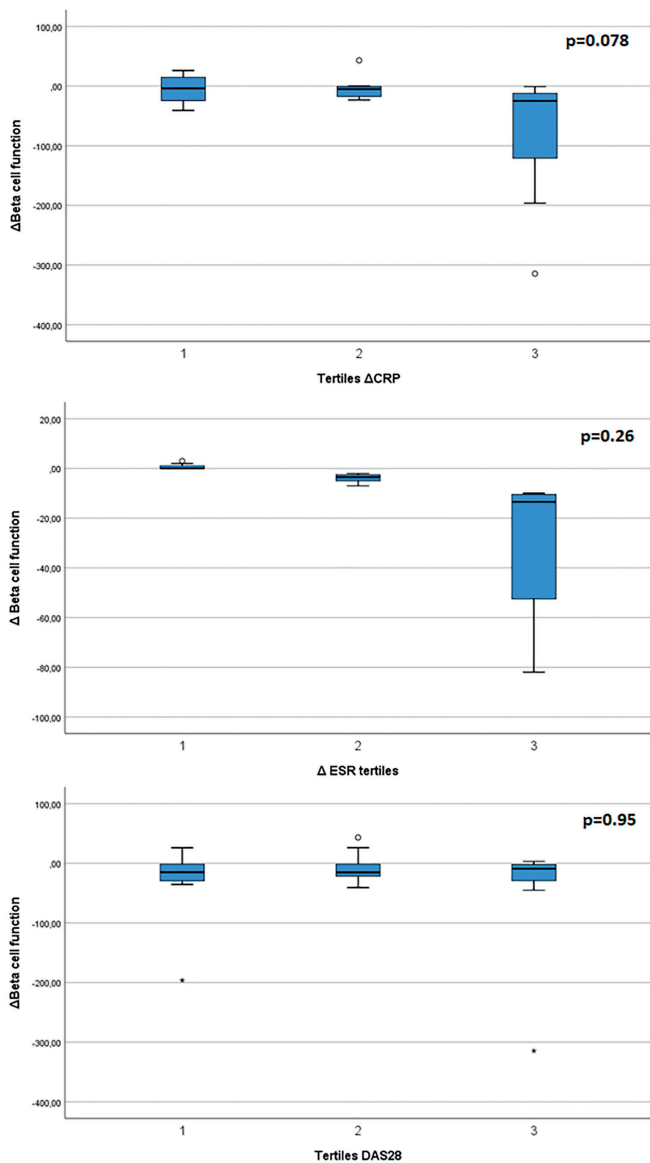 p=0.078
ΔBeta cell function
100,00
,00
-100,00
-200,00
-300,00
-400,00
1 2 3
Tertiles ΔCRP
p=0.26
Δ Beta cell function
20,00
,00
-20,00
-40,00
-60,00
-80,00
-100,00
1 2 3
Δ ESR tertiles
p=0.95
ΔBeta cell function
100,00
,00
-100,00
-200,00
-300,00
-400,00
1 2 3
Tertiles DAS28